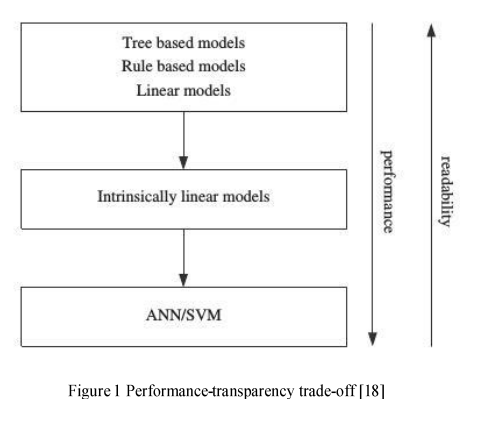 Tree based models
Rule based models
Linear models
Intrinsically linear models
ANN/SVM
performance
readability
Figure 1 Performance-transparency trade-off [18]